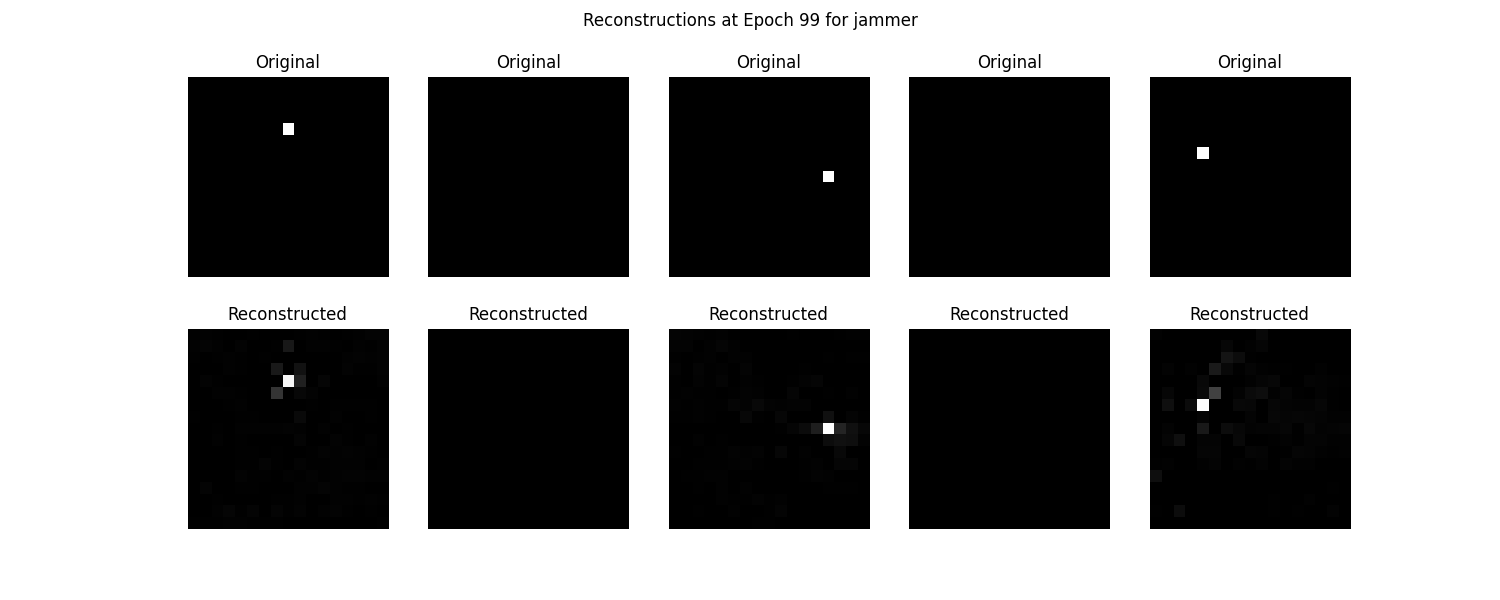 Reconstructions at Epoch 99 for jammer
Original Original Original Original Original
Reconstructed Reconstructed Reconstructed Reconstructed Reconstructed